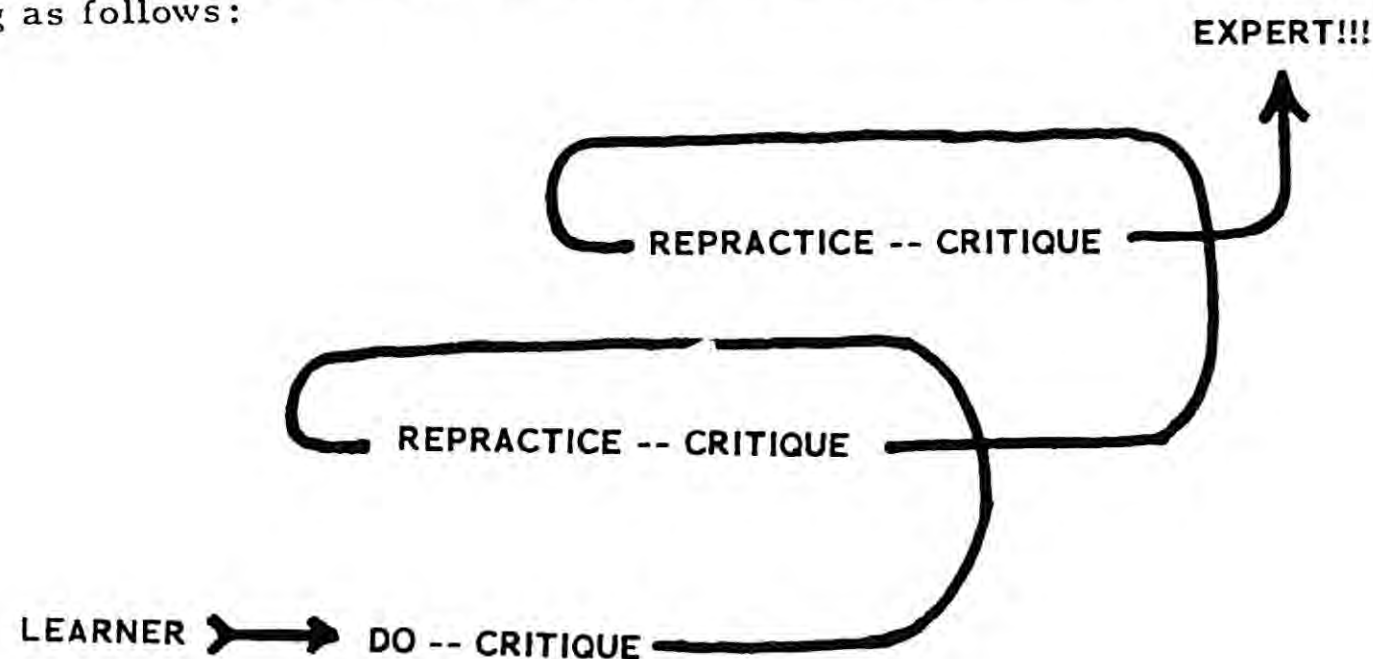 as follows:
EXPERT!!!
REPRACTICE -- CRITIQUE
REPRACTICE -- CRITIQUE
LEARNER DO -- CRITIQUE